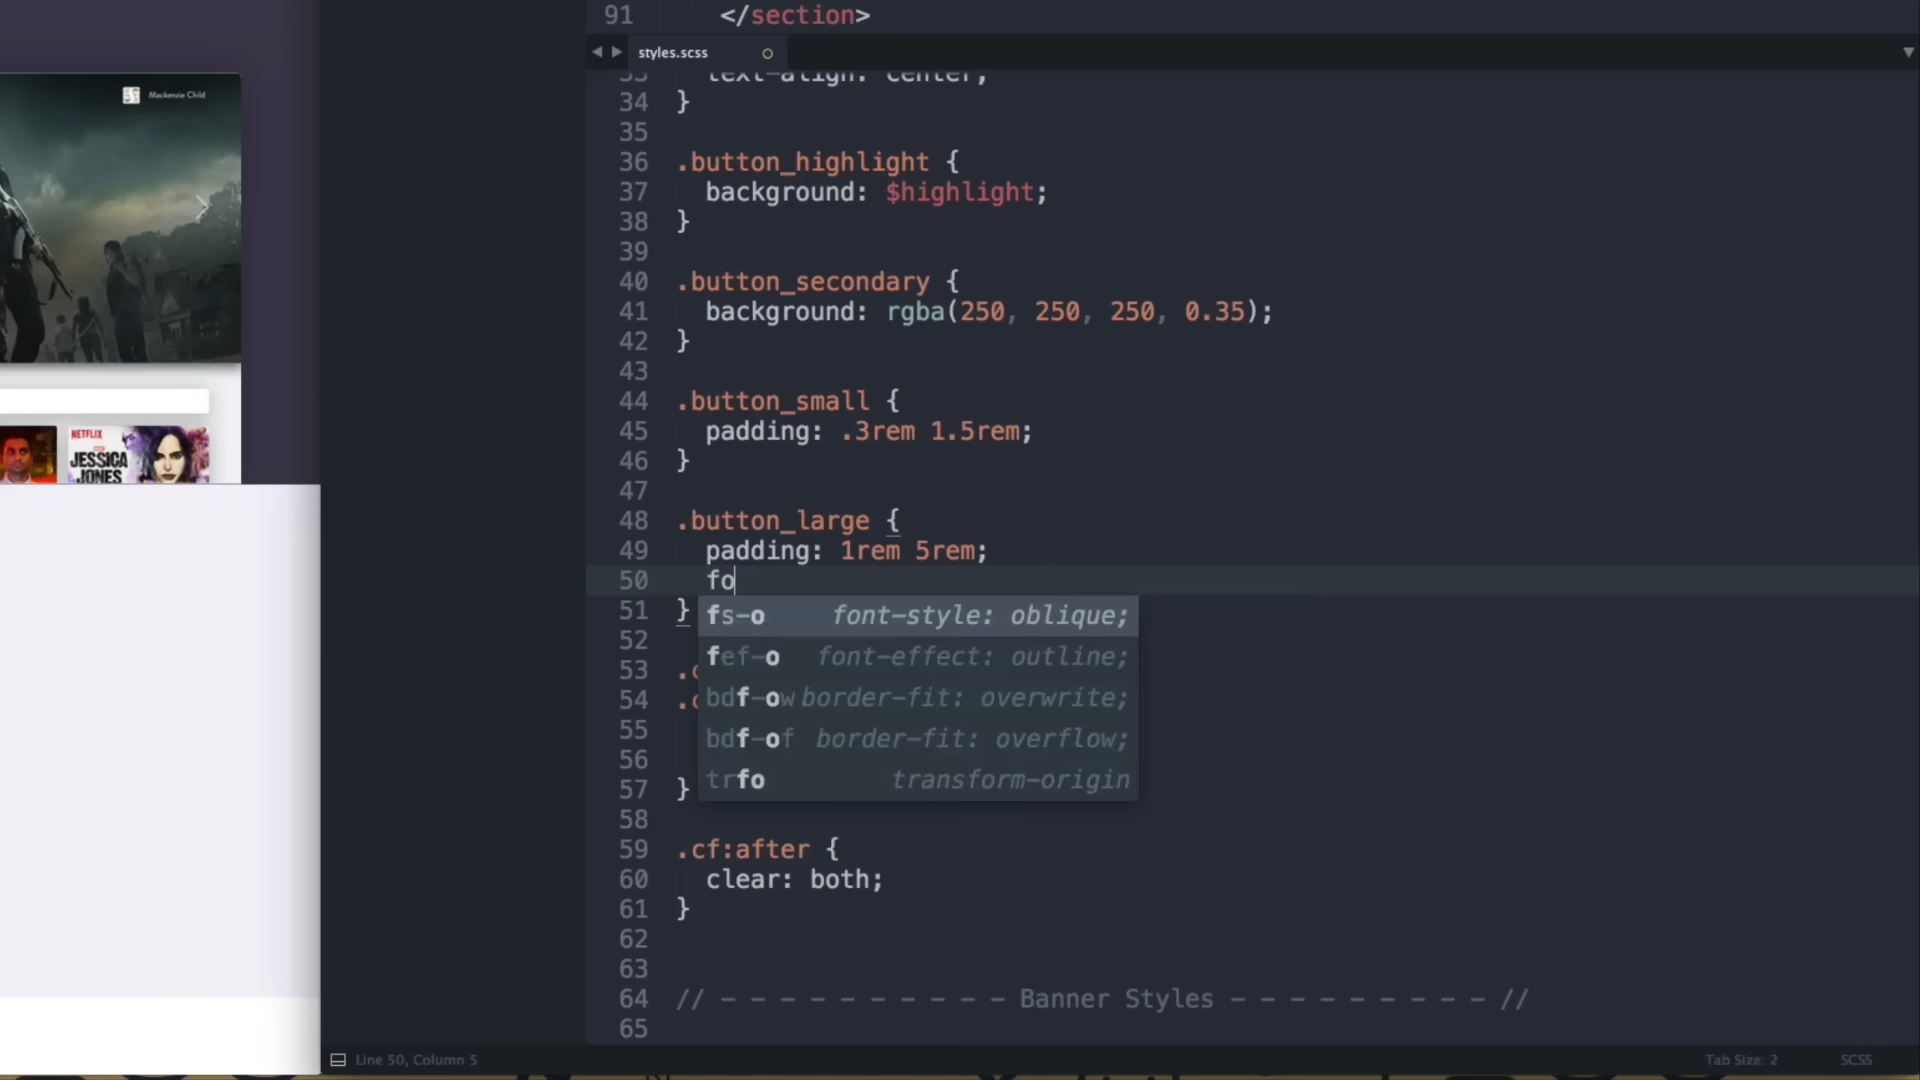 Mackenzie Child
NETFLIX
JESSICA
JONES
91 </section>
styles.scss
33 text-align: center;
34 }
35
36 .button_highlight {
37 background: $highlight;
38 }
39
40 .button_secondary {
41 background: rgba(250, 250, 250, 0.35);
42 }
43
44 .button_small {
45 padding: .3rem 1.5rem;
46 }
47
48 .button_large {
49 padding: 1rem 5rem;
50 fo
51 }
fs-o font-style: oblique;
52
fef-o font-effect: outline;
53 .c
bdf-ow border-fit: overwrite;
54 .c
55
bdf-of border-fit: overflow;
56
trfo transform-origin
57 }
58
59 .cf:after {
60 clear: both;
61 }
62
63
64 // - - - - - - - - - - Banner Styles - - - - - - - - - //
65
Line 50, Column 5
Tab Size: 2
SCSS